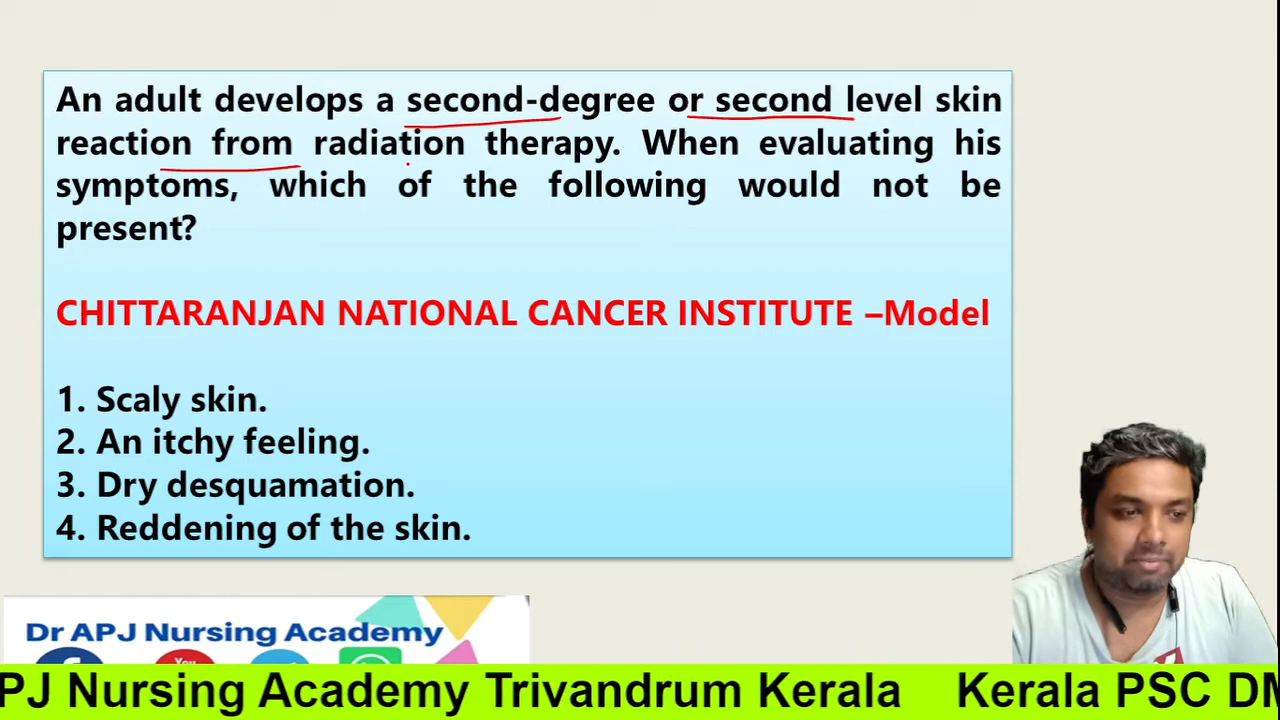 An adult develops a second-degree or second level skin
reaction from radiation therapy. When evaluating his
symptoms, which of the following would not be
present?
CHITTARANJAN NATIONAL CANCER INSTITUTE –Model
1. Scaly skin.
2. An itchy feeling.
3. Dry desquamation.
4. Reddening of the skin.
Dr APJ Nursing Academy
You
PJ Nursing Academy Trivandrum Kerala Kerala PSC DM